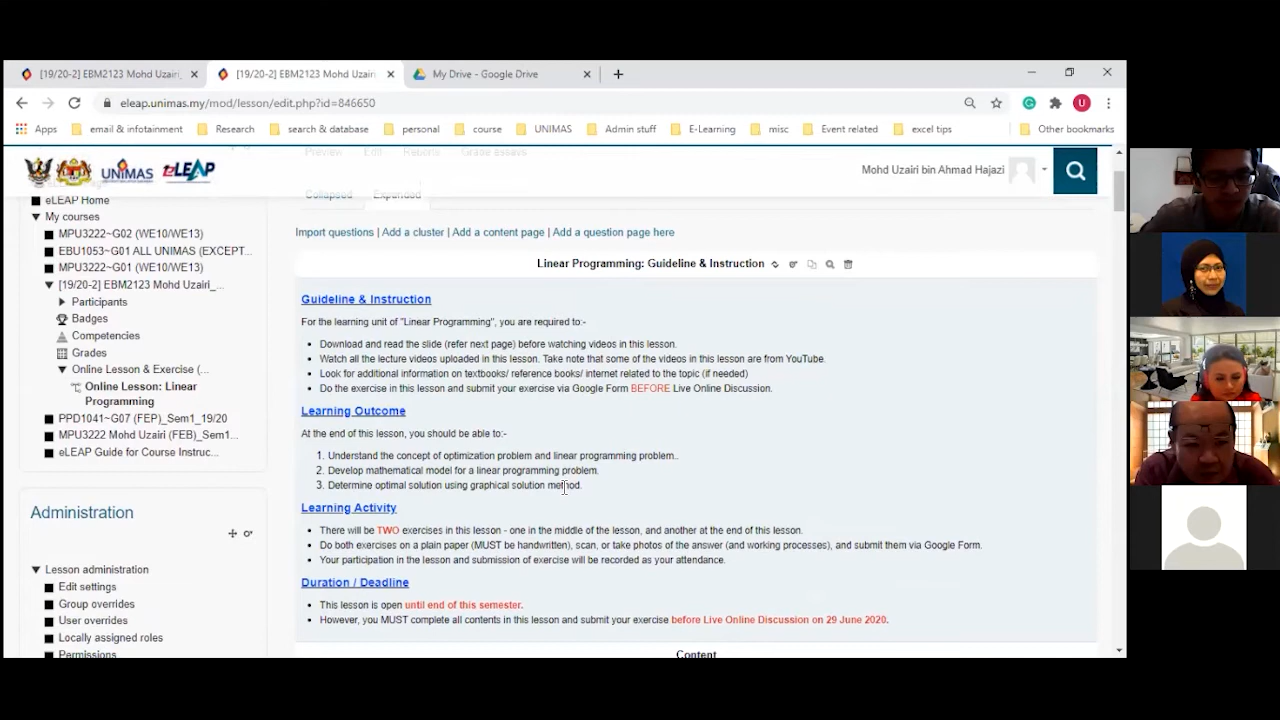 [19/20-2] EBM2123 Mohd Uzairi
[19/20-2] EBM2123 Mohd Uzairi
My Drive - Google Drive
eleap.unimas.my/mod/lesson/edit.php?id=846650
U
Apps
email & infotainment
Research
search & database
personal
course
UNIMAS
Admin stuff
E-Learning
misc
Event related
excel tips
Other bookmarks
UNIMAS
eLEAP
Mohd Uzairi bin Ahmad Hajazi
Preview Edit Reports Grade essays
Collapsed Expanded
eLEAP Home
My courses
MPU3222~G02 (WE10/WE13)
EBU1053~G01 ALL UNIMAS (EXCEPT...
MPU3222~G01 (WE10/WE13)
[19/20-2] EBM2123 Mohd Uzairi_...
Participants
Badges
Competencies
Grades
Online Lesson & Exercise (...
Online Lesson: Linear
Programming
PPD1041~G07 (FEP)_Sem1_19/20
MPU3222 Mohd Uzairi (FEB)_Sem1...
eLEAP Guide for Course Instruc...
Administration
Lesson administration
Edit settings
Group overrides
User overrides
Locally assigned roles
Permissions
Import questions | Add a cluster | Add a content page | Add a question page here
Linear Programming: Guideline & Instruction
Guideline & Instruction
For the learning unit of "Linear Programming", you are required to:-
• Download and read the slide (refer next page) before watching videos in this lesson.
• Watch all the lecture videos uploaded in this lesson. Take note that some of the videos in this lesson are from YouTube.
• Look for additional information on textbooks/ reference books/ internet related to the topic (if needed)
• Do the exercise in this lesson and submit your exercise via Google Form BEFORE Live Online Discussion.
Learning Outcome
At the end of this lesson, you should be able to:-
1. Understand the concept of optimization problem and linear programming problem..
2. Develop mathematical model for a linear programming problem.
3. Determine optimal solution using graphical solution method.
Learning Activity
• There will be TWO exercises in this lesson - one in the middle of the lesson, and another at the end of this lesson.
• Do both exercises on a plain paper (MUST be handwritten), scan, or take photos of the answer (and working processes), and submit them via Google Form.
• Your participation in the lesson and submission of exercise will be recorded as your attendance.
Duration / Deadline
• This lesson is open until end of this semester.
• However, you MUST complete all contents in this lesson and submit your exercise before Live Online Discussion on 29 June 2020.
Content